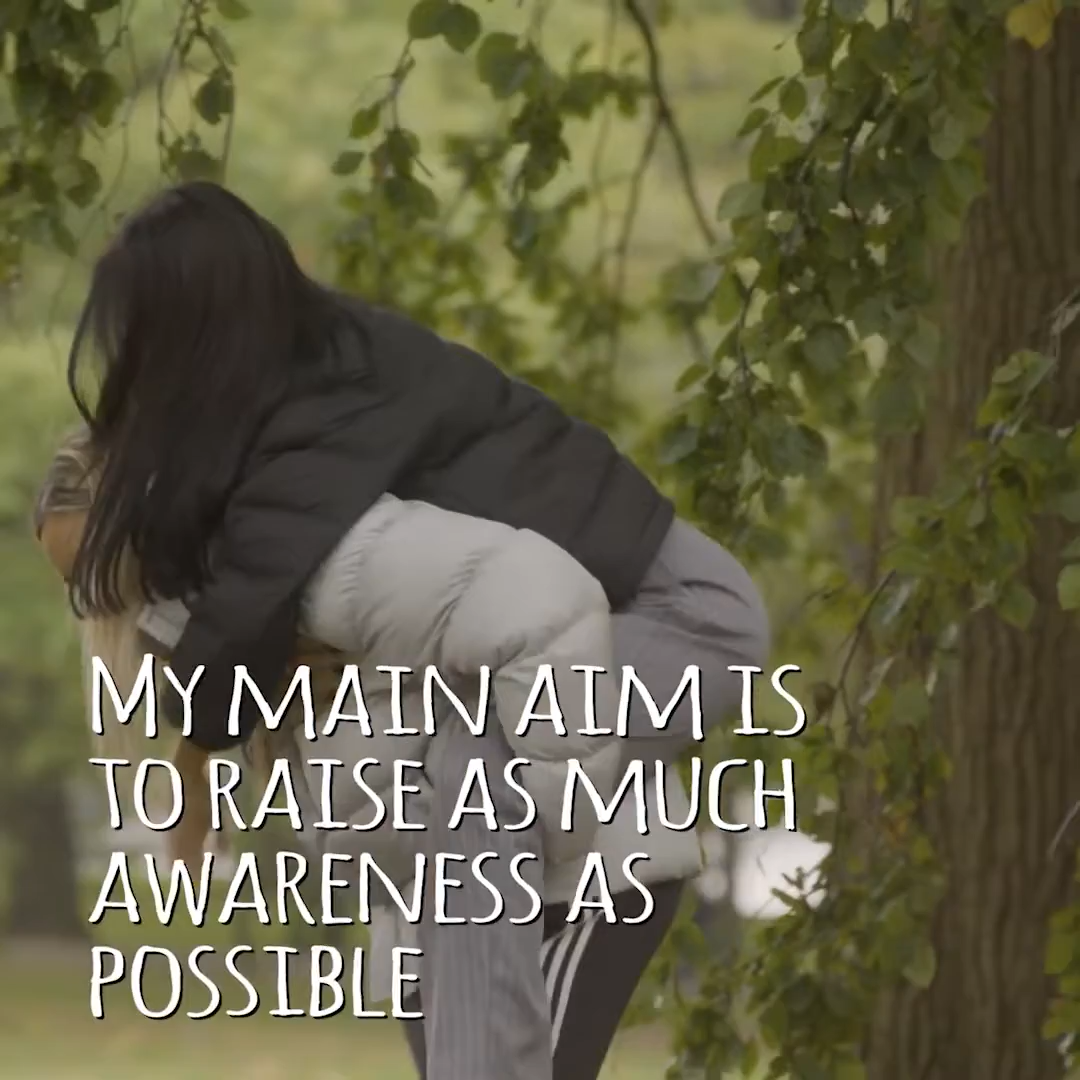 My main aim is
to raise as much
awareness as
possible